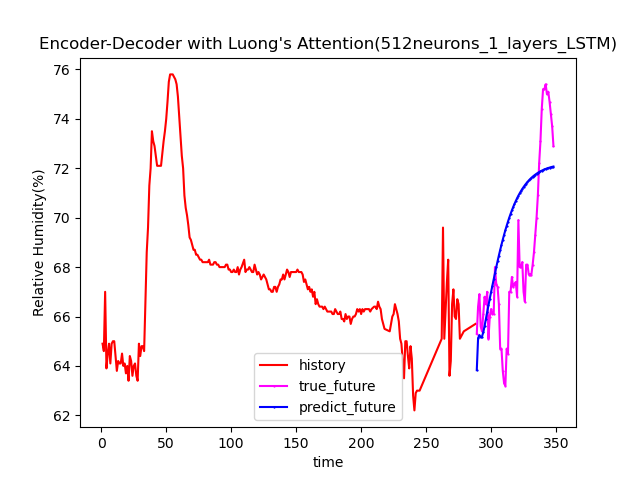 Encoder-Decoder with Luong's Attention(512neurons_1_layers_LSTM)
76
74
72
70
68
66
64
62
Relative Humidity(%)
history
true_future
predict_future
0 50 100 150 200 250 300 350
time